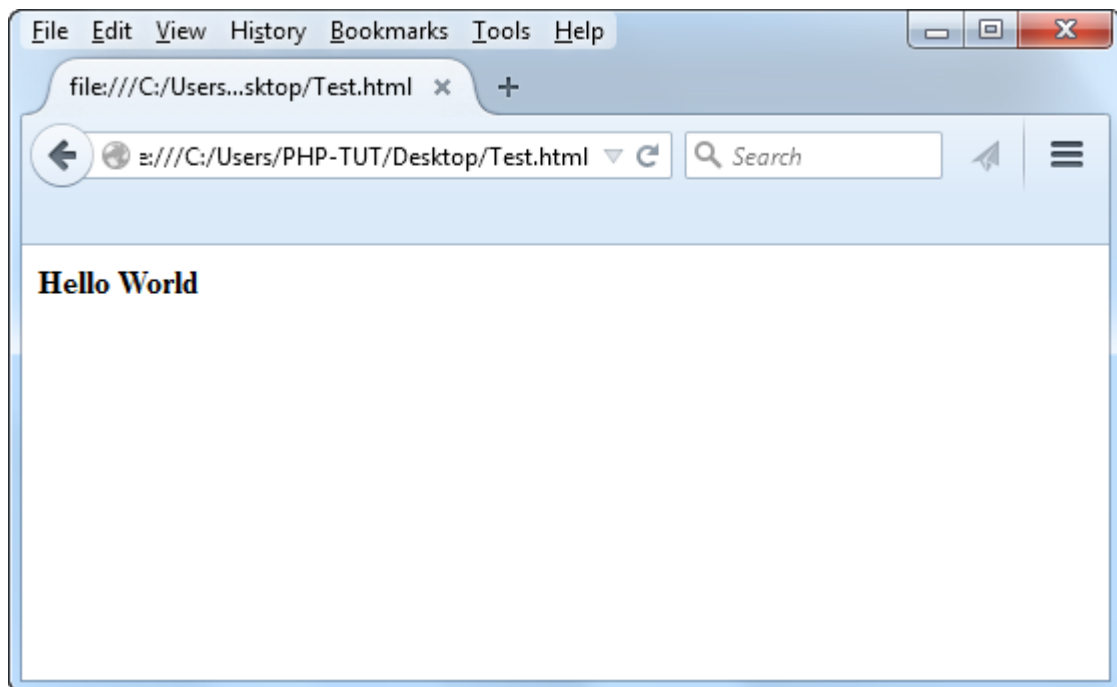 File Edit View History Bookmarks Tools Help
file:///C:/Users...sktop/Test.html
e:///C:/Users/PHP-TUT/Desktop/Test.html Search
Hello World